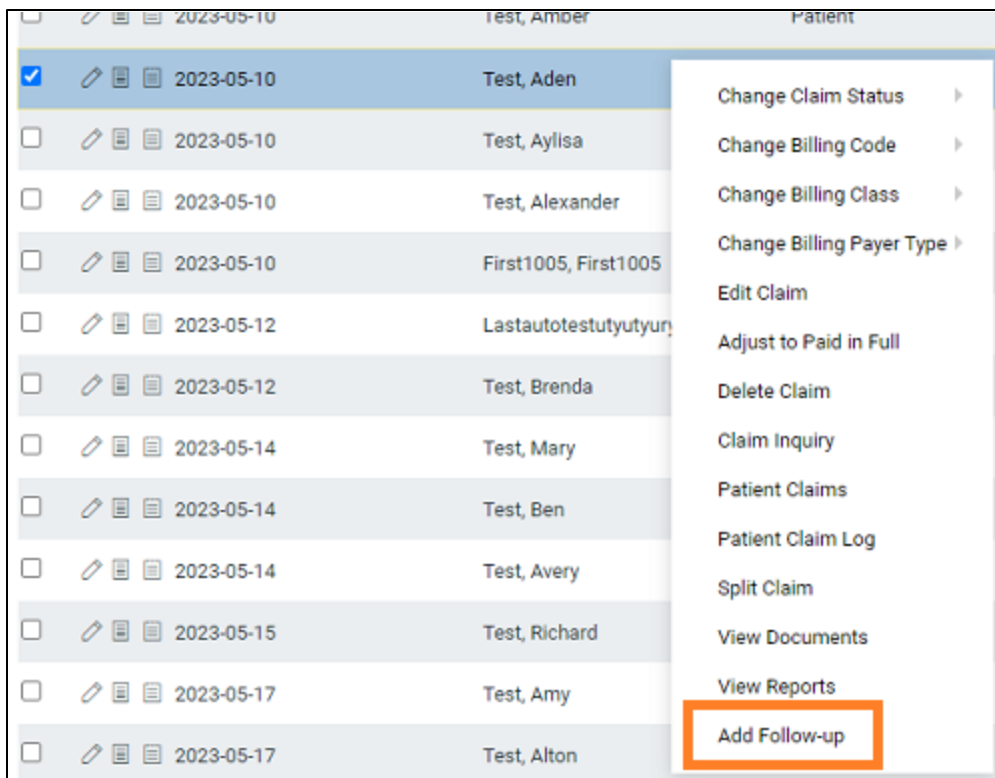 2023-05-10 Test, Amber Patient
2023-05-10 Test, Aden
2023-05-10 Test, Aylisa
2023-05-10 Test, Alexander
2023-05-10 First1005, First1005
2023-05-12 Lastautotestutyutyury
2023-05-12 Test, Brenda
2023-05-14 Test, Mary
2023-05-14 Test, Ben
2023-05-14 Test, Avery
2023-05-15 Test, Richard
2023-05-17 Test, Amy
2023-05-17 Test, Alton
Change Claim Status
Change Billing Code
Change Billing Class
Change Billing Payer Type
Edit Claim
Adjust to Paid in Full
Delete Claim
Claim Inquiry
Patient Claims
Patient Claim Log
Split Claim
View Documents
View Reports
Add Follow-up